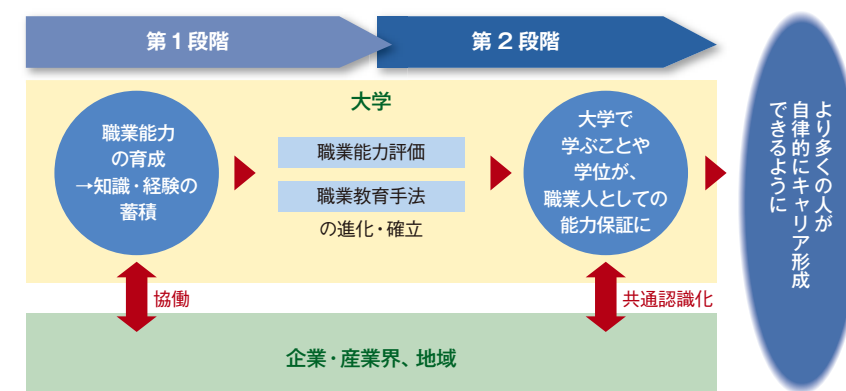 第1段階
第2段階
大学
職業能力
の育成
→知識・経験の
蓄積
職業能力評価
職業教育手法
の進化・確立
大学で
学ぶことや
学位が、
職業人としての
能力保証に
協働
共通認識化
企業・産業界、地域
より多くの人が
自律的にキャリア形成
できるように